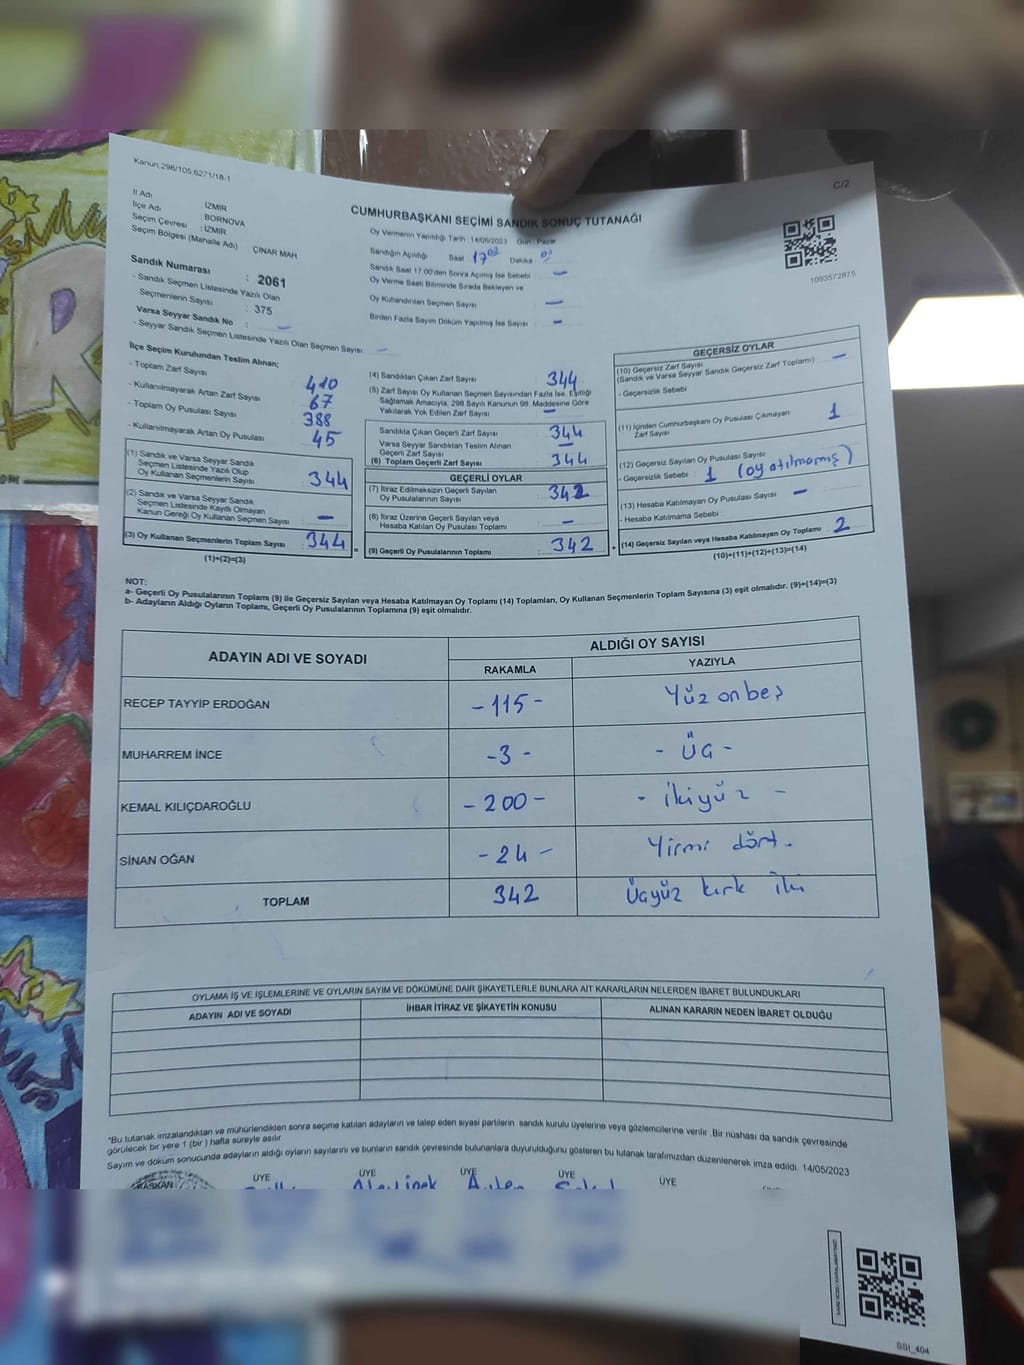 Kanun;298/105;6271/18-1
C/2
İl Adı İZMİR
İlçe Adı BORNOVA
Seçim Çevresi : İZMİR
Seçim Bölgesi (Mahalle Adı) ÇINAR MAH
CUMHURBAŞKANI SEÇİMİ SANDIK SONUÇ TUTANAĞI
Oy Vermenin Yapıldığı Tarih : 14/05/2023 Gün : Pazar
Sandığın Açıldığı Saat 17 Dakika
Sandık Saat 17:00'den Sonra Açılmış İse Sebebi –
Oy Verme Saati Bitiminde Sırada Bekleyen ve
Oy Kullandırılan Seçmen Sayısı –
Birden Fazla Sayım Döküm Yapılmış İse Sayısı –
1093572875
Sandık Numarası : 2061
- Sandık Seçmen Listesinde Yazılı Olan
Seçmenlerin Sayısı : 375
Varsa Seyyar Sandık No : –
- Seyyar Sandık Seçmen Listesinde Yazılı Olan Seçmen Sayısı –
İlçe Seçim Kurulundan Teslim Alınan;
- Toplam Zarf Sayısı 410
- Kullanılmayarak Artan Zarf Sayısı 67
- Toplam Oy Pusulası Sayısı 388
- Kullanılmayarak Artan Oy Pusulası 45
(1) Sandık ve Varsa Seyyar Sandık
Seçmen Listesinde Yazılı Olup
Oy Kullanan Seçmenlerin Sayısı 344
(2) Sandık ve Varsa Seyyar Sandık
Seçmen Listesinde Kayıtlı Olmayan
Kanun Gereği Oy Kullanan Seçmen Sayısı –
(3) Oy Kullanan Seçmenlerin Toplam Sayısı : 344
(1)+(2)=(3)
(4) Sandıktan Çıkan Zarf Sayısı 344
(5) Zarf Sayısı Oy Kullanan Seçmen Sayısından Fazla İse, Eşitliği
Sağlamak Amacıyla, 298 Sayılı Kanunun 98. Maddesine Göre
Yakılarak Yok Edilen Zarf Sayısı –
Sandıkta Çıkan Geçerli Zarf Sayısı 344
Varsa Seyyar Sandıktan Teslim Alınan
Geçerli Zarf Sayısı –
(6) Toplam Geçerli Zarf Sayısı 344
GEÇERLİ OYLAR
(7) İtiraz Edilmeksizin Geçerli Sayılan
Oy Pusulalarının Sayısı 342
(8) İtiraz Üzerine Geçerli Sayılan veya
Hesaba Katılan Oy Pusulası Toplamı : –
(9) Geçerli Oy Pusulalarının Toplamı : 342
GEÇERSİZ OYLAR
(10) Geçersiz Zarf Sayısı
(Sandık ve Varsa Seyyar Sandık Geçersiz Zarf Toplamı) –
- Geçersizlik Sebebi
(11) İçinden Cumhurbaşkanı Oy Pusulası Çıkmayan
Zarf Sayısı 1
(12) Geçersiz Sayılan Oy Pusulası Sayısı
- Geçersizlik Sebebi : 1 (oy atılmamış)
(13) Hesaba Katılmayan Oy Pusulası Sayısı –
- Hesaba Katılmama Sebebi :
(14) Geçersiz Sayılan veya Hesaba Katılmayan Oy Toplamı : 2
(10)+(11)+(12)+(13)=(14)
NOT:
a- Geçerli Oy Pusulalarının Toplamı (9) ile Geçersiz Sayılan veya Hesaba Katılmayan Oy Toplamı (14) Toplamları, Oy Kullanan Seçmenlerin Toplam Sayısına (3) eşit olmalıdır. (9)+(14)=(3)
b- Adayların Aldığı Oyların Toplamı, Geçerli Oy Pusulalarının Toplamına (9) eşit olmalıdır.
ADAYIN ADI VE SOYADI ALDIĞI OY SAYISI
RAKAMLA YAZIYLA
RECEP TAYYİP ERDOĞAN -115- Yüz onbeş
MUHARREM İNCE -3- - üç -
KEMAL KILIÇDAROĞLU -200- - ikiyüz -
SİNAN OĞAN -24- Yirmi dört.
TOPLAM 342 üçyüz kırk iki
OYLAMA İŞ VE İŞLEMLERİNE VE OYLARIN SAYIM VE DÖKÜMÜNE DAİR ŞİKAYETLERLE BUNLARA AİT KARARLARIN NELERDEN İBARET BULUNDUKLARI
ADAYIN ADI VE SOYADI İHBAR İTİRAZ VE ŞİKAYETİN KONUSU ALINAN KARARIN NEDEN İBARET OLDUĞU
*Bu tutanak imzalandıktan ve mühürlendikten sonra seçime katılan adayların ve talep eden siyasi partilerin sandık kurulu üyelerine veya gözlemcilerine verilir. Bir nüshası da sandık çevresinde
görülecek bir yere 1 (bir) hafta süreyle asılır
Sayım ve döküm sonucunda adayların aldığı oyların sayılarını ve bunların sandık çevresinde bulunanlara duyurulduğunu gösteren bu tutanak tarafımızdan düzenlenerek imza edildi. 14/05/2023
BAŞKAN ÜYE ÜYE ÜYE ÜYE ÜYE
SSI_404